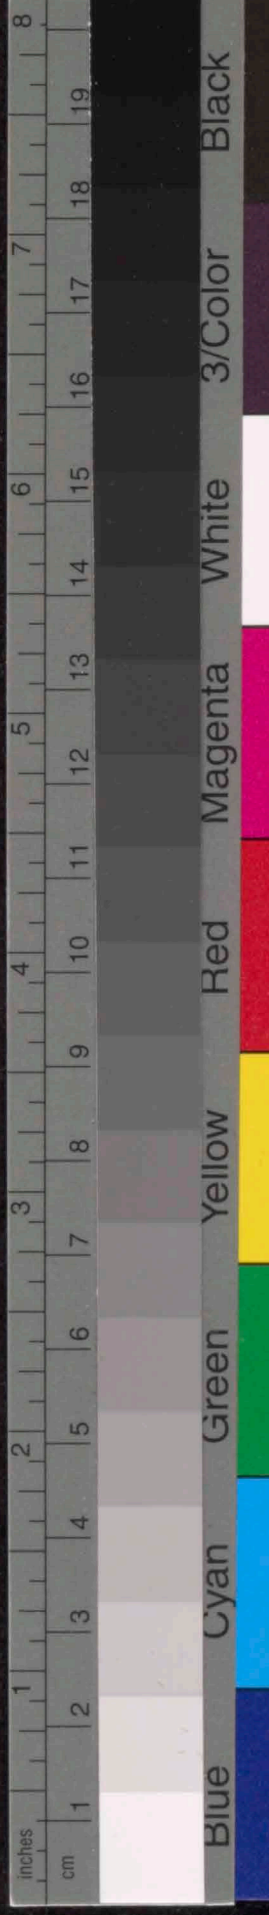 inches 1 2 3 4 5 6 7 8
cm 1 2 3 4 5 6 7 8 9 10 11 12 13 14 15 16 17 18 19
Blue Cyan Green Yellow Red Magenta White 3/Color Black